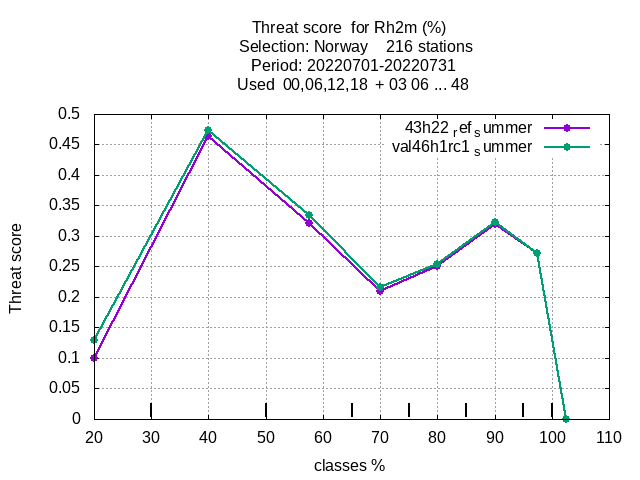 Threat score  for Rh2m (%)
Selection: Norway    216 stations
Period: 20220701-20220731
Used  00,06,12,18  + 03 06 ... 48
43h22 ref summer
val46h1rc1 summer
Threat score
0.5
0.45
0.4
0.35
0.3
0.25
0.2
0.15
0.1
0.05
0
20 30 40 50 60 70 80 90 100 110
classes %